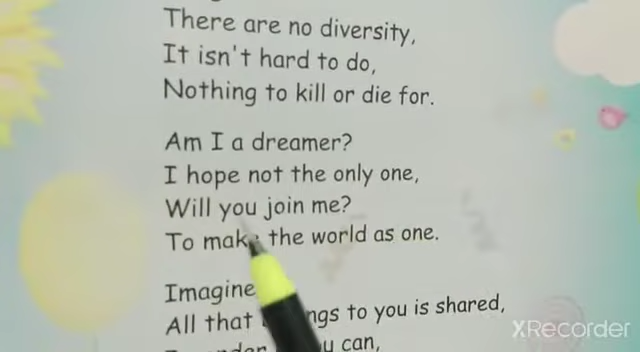 There are no diversity,
It isn't hard to do,
Nothing to kill or die for.
Am I a dreamer?
I hope not the only one,
Will you join me?
To make the world as one.
Imagine
All that to you is shared,
can,
XRecorder